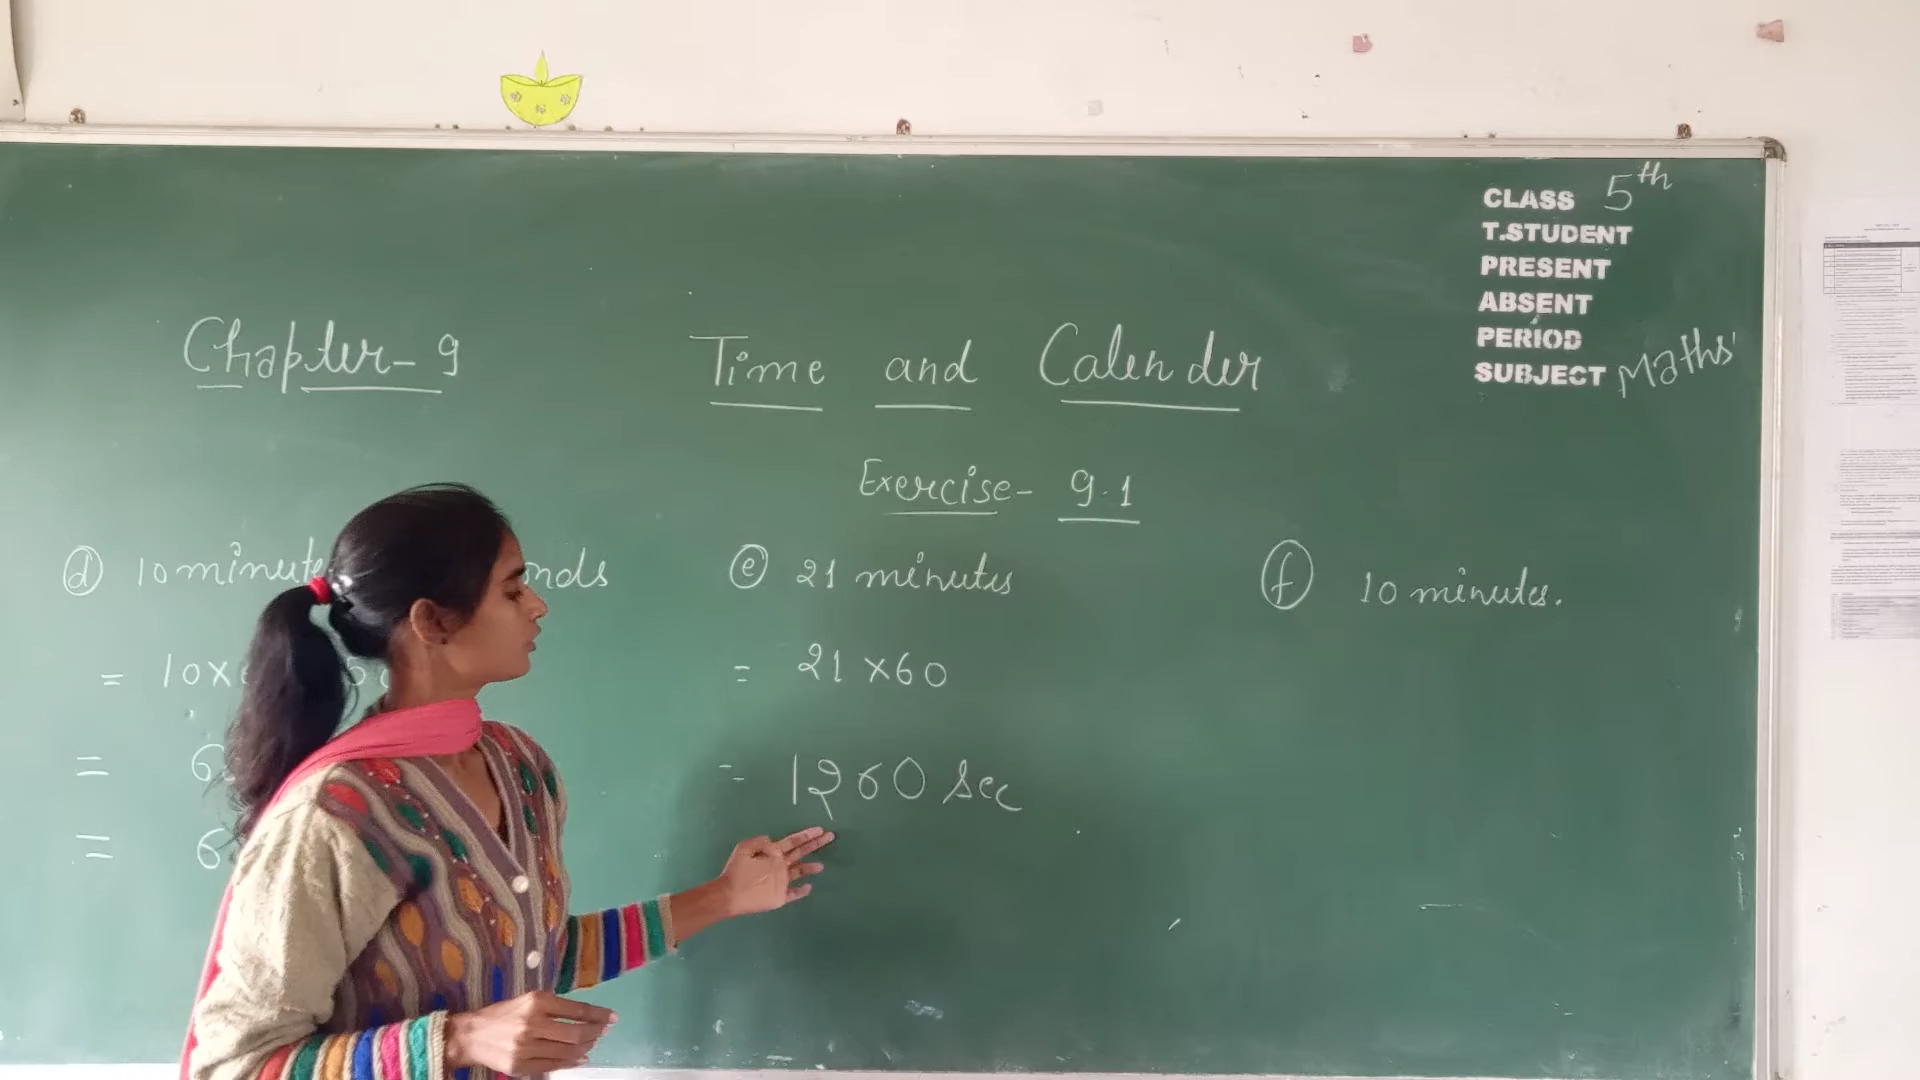 CLASS 5th
T.STUDENT
PRESENT
ABSENT
PERIOD
SUBJECT Maths
Chapter-9 Time and Calender
Exercise- 9.1
d 10 minute nds
= 10×
= 6
= 6
e 21 minutes
= 21 ×60
= 1260 sec
f 10 minutes.